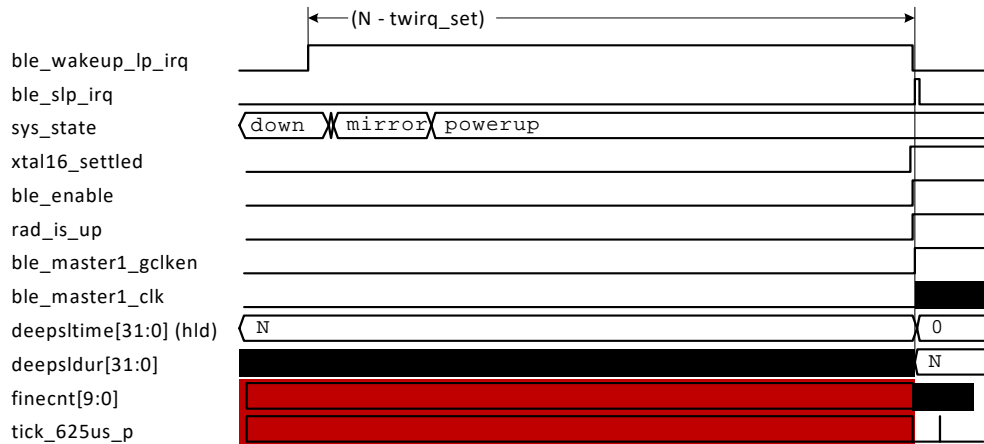 (N - twirq_set)
ble_wakeup_lp_irq
ble_slp_irq
sys_state down mirror powerup
xtal16_settled
ble_enable
rad_is_up
ble_master1_gclken
ble_master1_clk
deepsltime[31:0] (hld) N 0
deepsldur[31:0] N
finecnt[9:0]
tick_625us_p